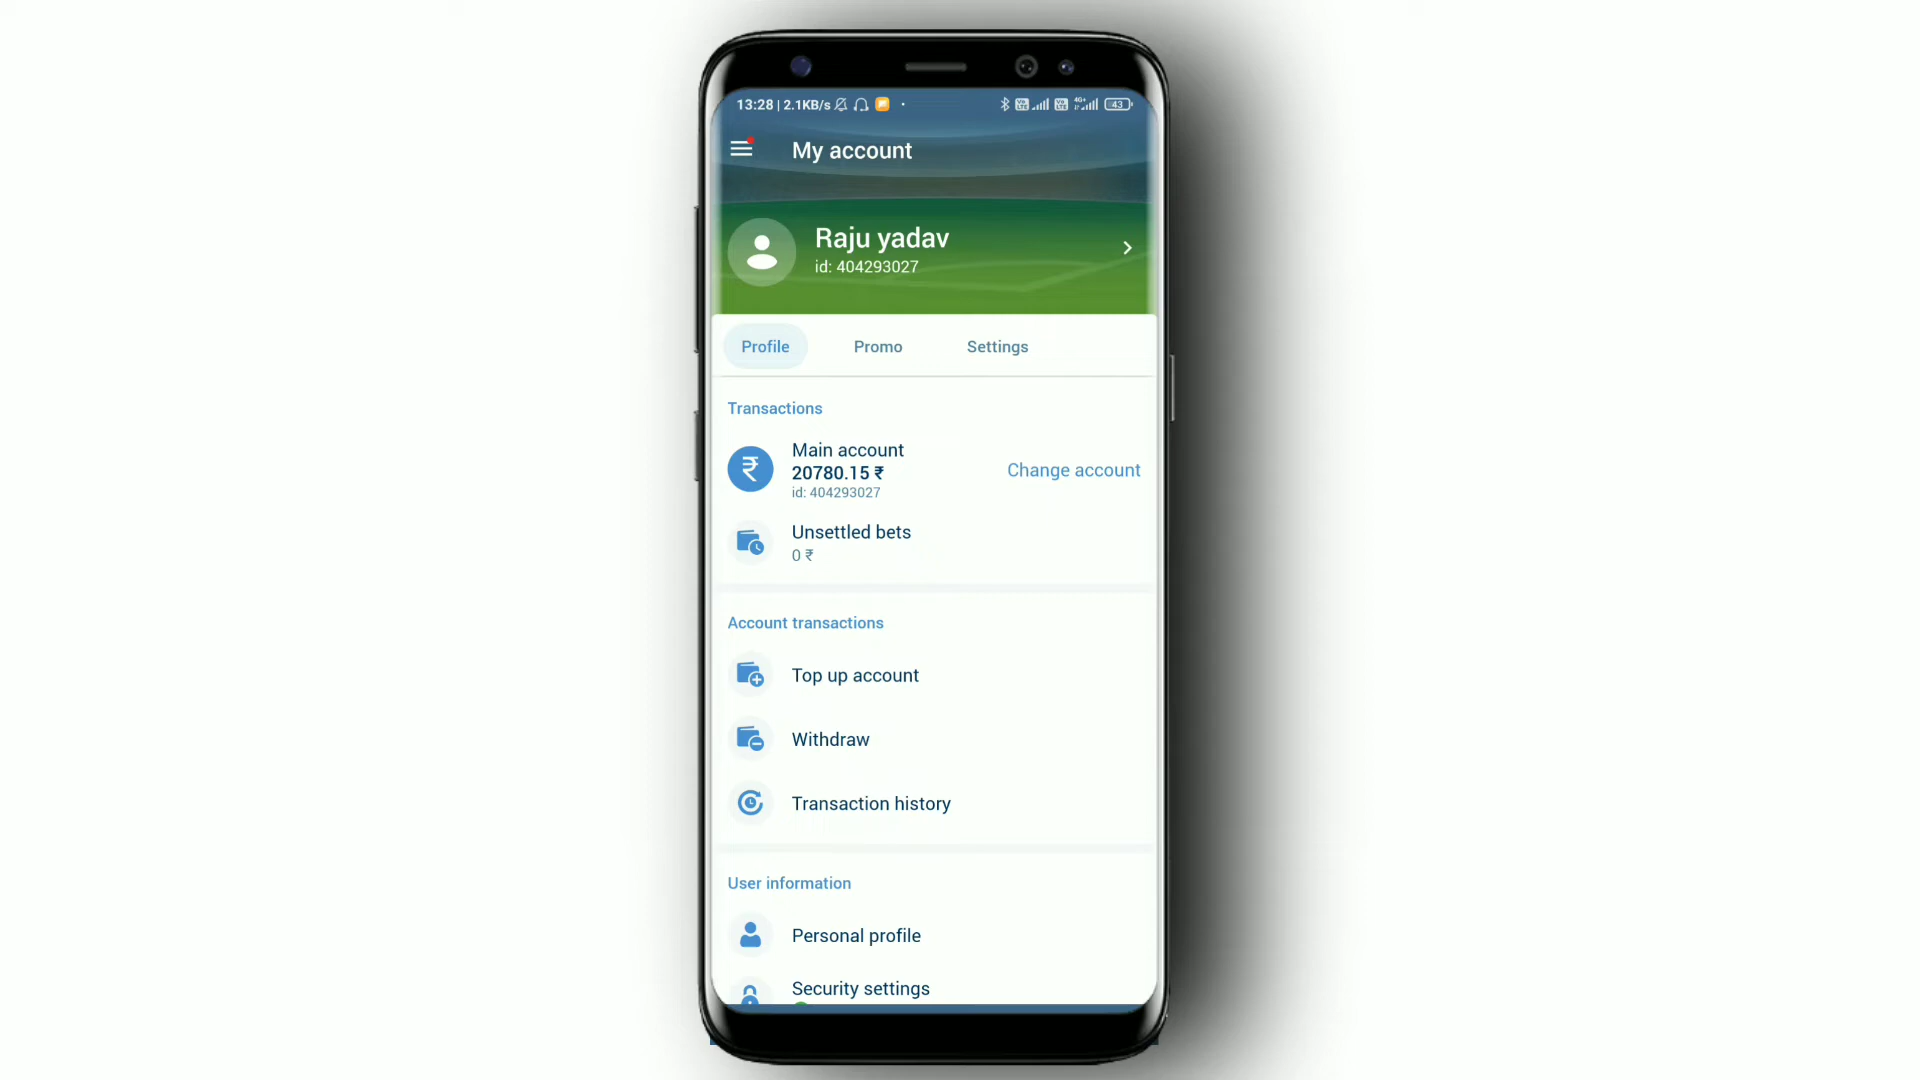 13:28 | 2.1KB/s
4G+
43
My account
Raju yadav
id: 404293027
Profile
Promo
Settings
Transactions
Main account
20780.15 ₹
id: 404293027
Change account
Unsettled bets
0 ₹
Account transactions
Top up account
Withdraw
Transaction history
User information
Personal profile
Security settings